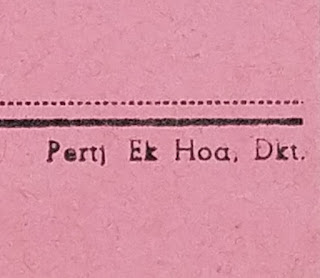 Pertj Ek Hoa, Dkt.